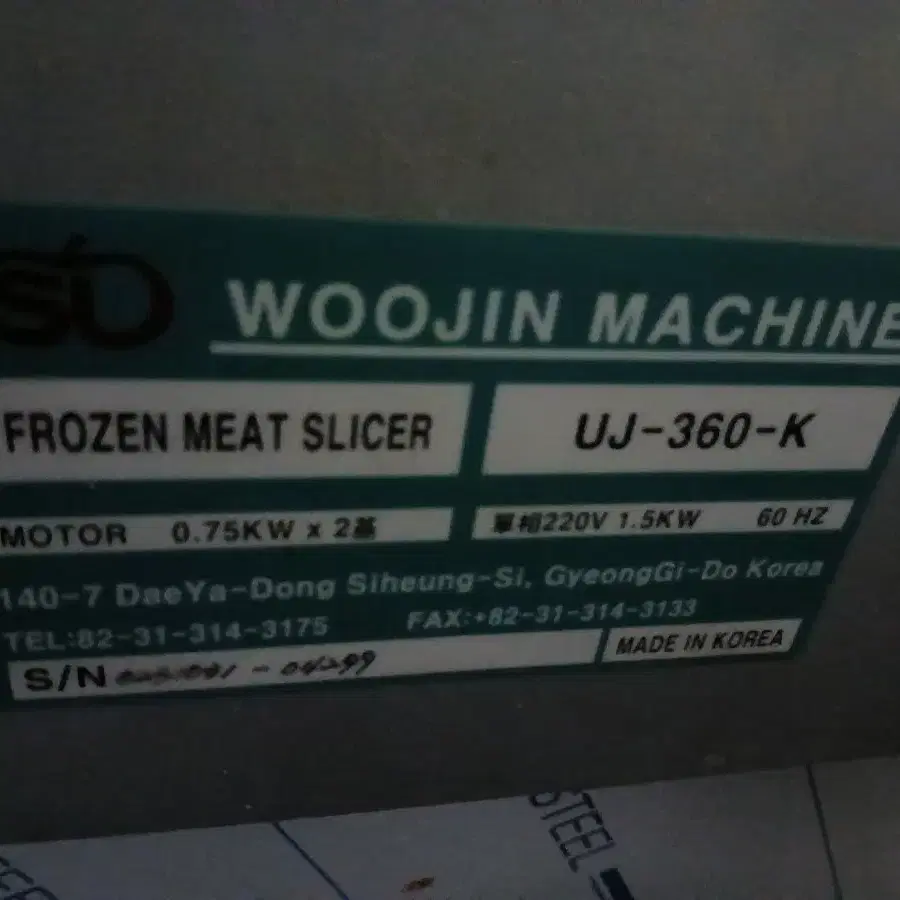 WOOJIN MACHINE
FROZEN MEAT SLICER
UJ-360-K
MOTOR 0.75KW x 2基
單相220V 1.5KW 60 HZ
140-7 DaeYa-Dong Siheung-Si, GyeongGi-Do Korea
TEL:82-31-314-3175 FAX:+82-31-314-3133
S/N
MADE IN KOREA
STEEL